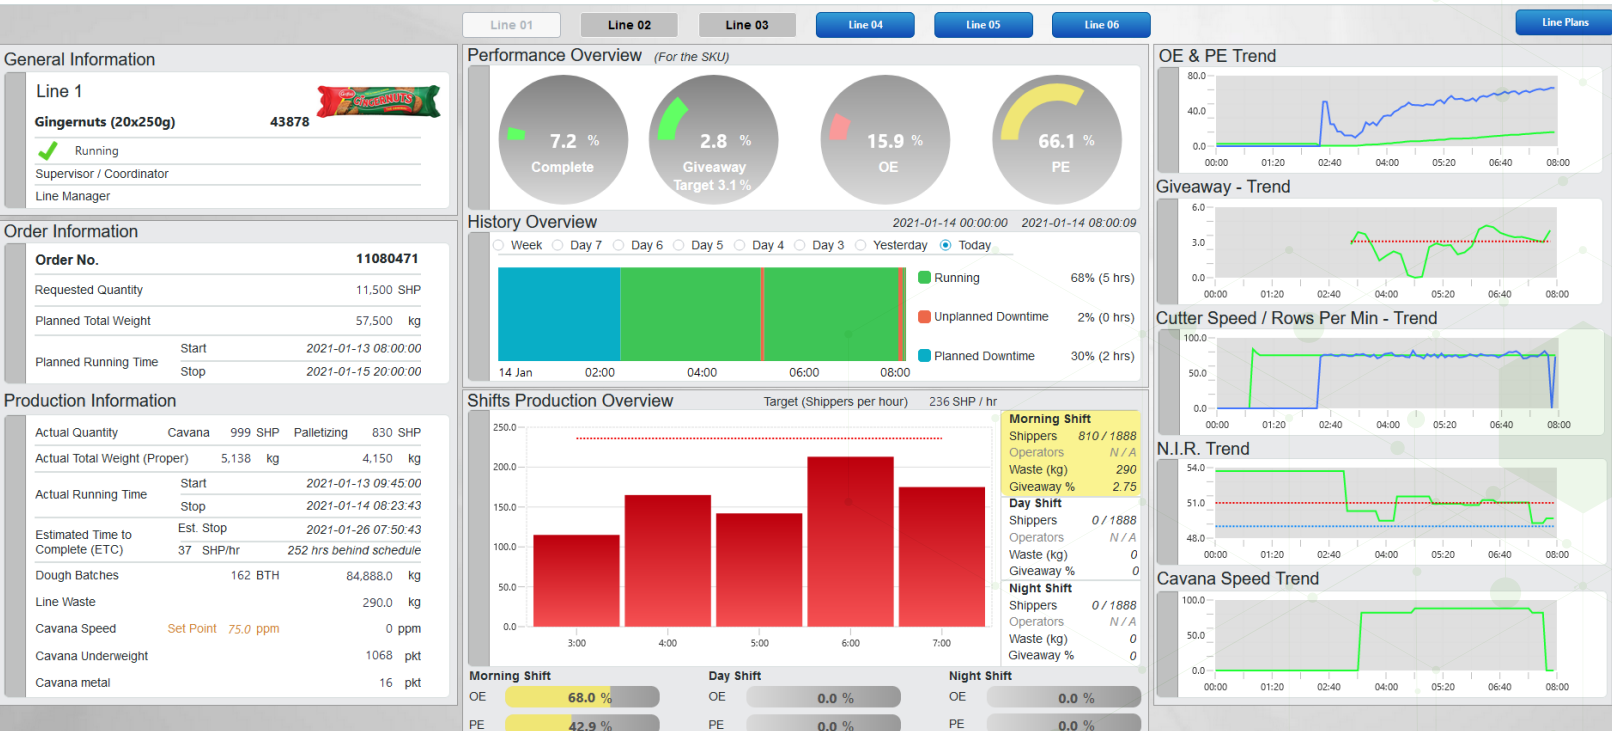 Line 01 Line 02 Line 03 Line 04 Line 05 Line 06 Line Plans
General Information
Line 1
GINGERNUTS
Gingernuts (20x250g) 43878
Running
Supervisor / Coordinator
Line Manager
Order Information
Order No. 11080471
Requested Quantity 11,500 SHP
Planned Total Weight 57,500 kg
Planned Running Time
Start 2021-01-13 08:00:00
Stop 2021-01-15 20:00:00
Production Information
Actual Quantity Cavana 999 SHP Palletizing 830 SHP
Actual Total Weight (Proper) 5,138 kg 4,150 kg
Actual Running Time
Start 2021-01-13 09:45:00
Stop 2021-01-14 08:23:43
Estimated Time to
Complete (ETC)
Est. Stop 2021-01-26 07:50:43
37 SHP/hr 252 hrs behind schedule
Dough Batches 162 BTH 84,888.0 kg
Line Waste 290.0 kg
Cavana Speed Set Point 75.0 ppm 0 ppm
Cavana Underweight 1068 pkt
Cavana metal 16 pkt
Performance Overview (For the SKU)
7.2 %
Complete
2.8 %
Giveaway
Target 3.1 %
15.9 %
OE
66.1 %
PE
History Overview 2021-01-14 00:00:00 2021-01-14 08:00:09
Week Day 7 Day 6 Day 5 Day 4 Day 3 Yesterday Today
Running 68% (5 hrs)
Unplanned Downtime 2% (0 hrs)
Planned Downtime 30% (2 hrs)
14 Jan 02:00 04:00 06:00 08:00
Shifts Production Overview Target (Shippers per hour) 236 SHP / hr
250.0
200.0
150.0
100.0
50.0
0.0
3:00 4:00 5:00 6:00 7:00
Morning Shift
Shippers 810 / 1888
Operators N / A
Waste (kg) 290
Giveaway % 2.75
Day Shift
Shippers 0 / 1888
Operators N / A
Waste (kg) 0
Giveaway % 0
Night Shift
Shippers 0 / 1888
Operators N / A
Waste (kg) 0
Giveaway % 0
Morning Shift Day Shift Night Shift
OE 68.0 % OE 0.0 % OE 0.0 %
PE 42.9 % PE 0.0 % PE 0.0 %
OE & PE Trend
80.0
40.0
0.0
00:00 01:20 02:40 04:00 05:20 06:40 08:00
Giveaway - Trend
6.0
3.0
0.0
00:00 01:20 02:40 04:00 05:20 06:40 08:00
Cutter Speed / Rows Per Min - Trend
100.0
50.0
0.0
00:00 01:20 02:40 04:00 05:20 06:40 08:00
N.I.R. Trend
54.0
51.0
48.0
00:00 01:20 02:40 04:00 05:20 06:40 08:00
Cavana Speed Trend
100.0
50.0
0.0
00:00 01:20 02:40 04:00 05:20 06:40 08:00